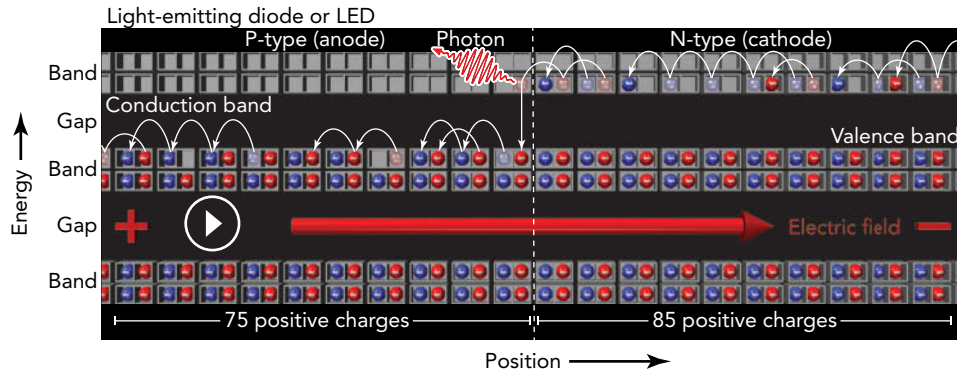 Light-emitting diode or LED
P-type (anode) Photon N-type (cathode)
Band
Conduction band
Gap
Valence band
Band
Energy
Gap + Electric field −
Band
75 positive charges 85 positive charges
Position